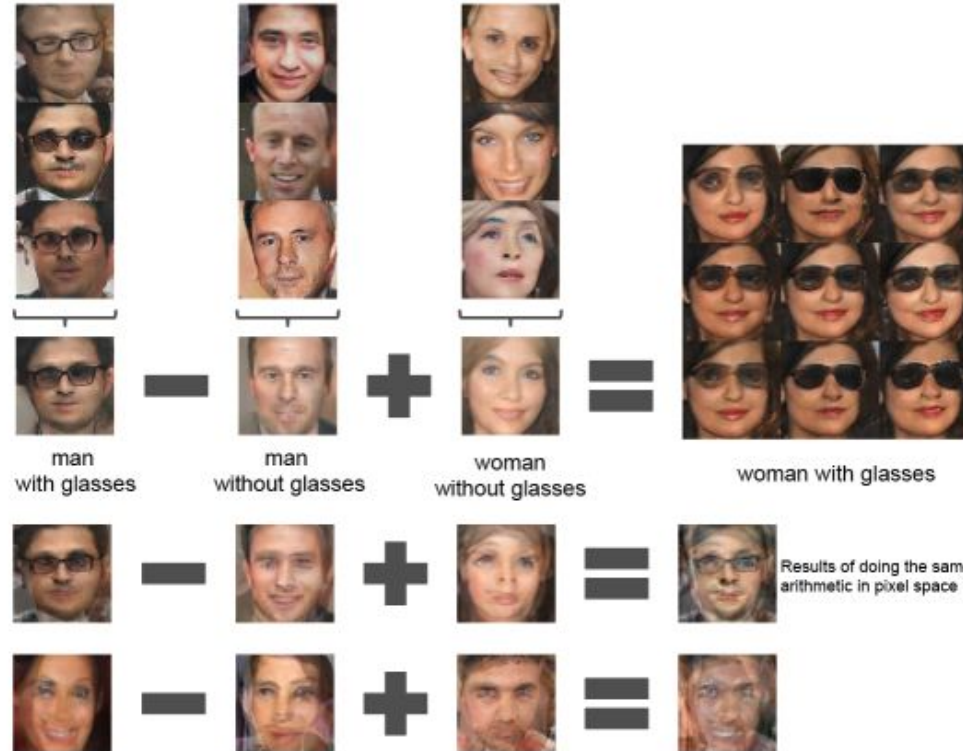 man
with glasses
man
without glasses
woman
without glasses
woman with glasses
Results of doing the sam
arithmetic in pixel space